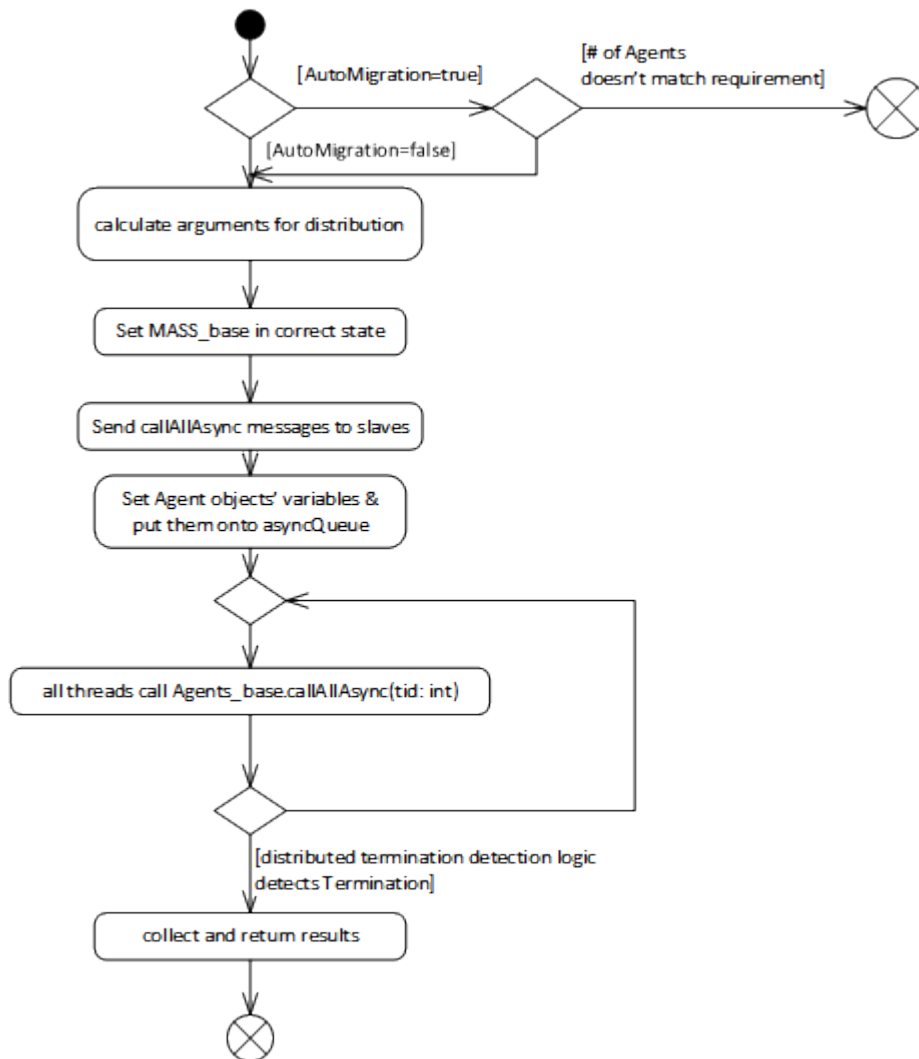 [# of Agents
doesn't match requirement]
[AutoMigration=true]
[AutoMigration=false]
calculate arguments for distribution
Set MASS_base in correct state
Send callAllAsync messages to slaves
Set Agent objects' variables &
put them onto asyncQueue
all threads call Agents_base.callAllAsync(tid: int)
[distributed termination detection logic
detects Termination]
collect and return results